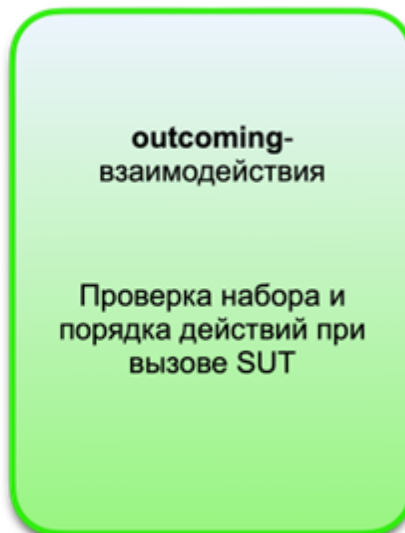 outcoming-
взаимодействия
Проверка набора и
порядка действий при
вызове SUT